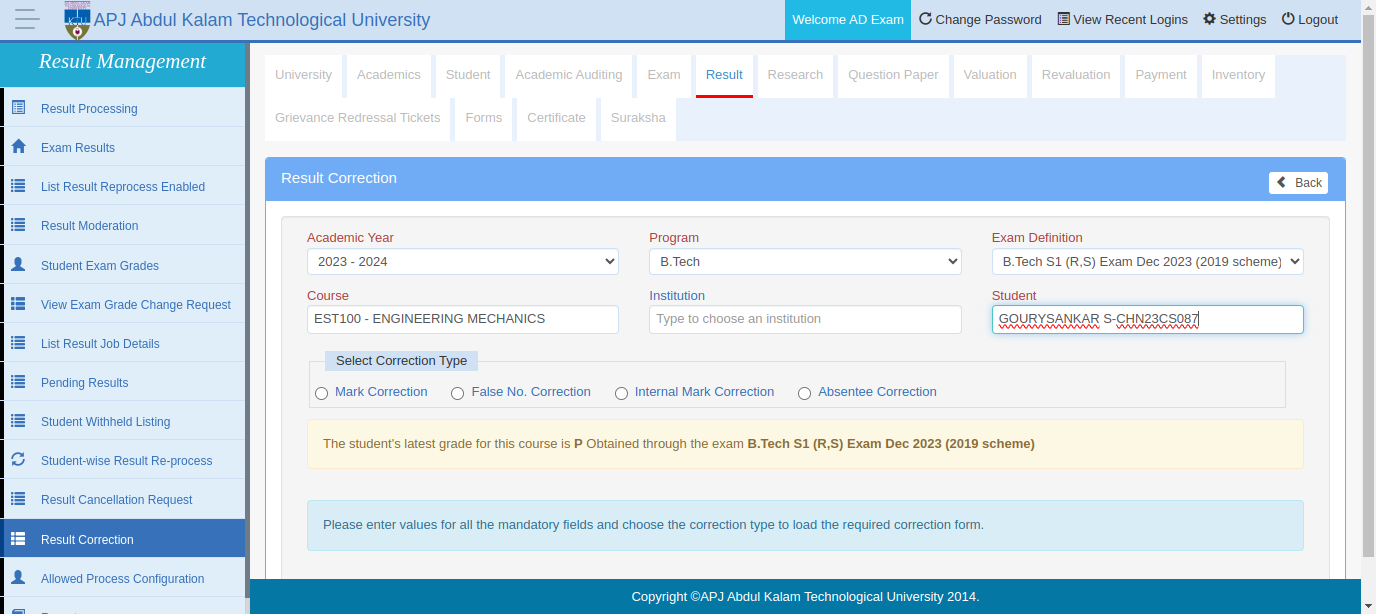 APJ Abdul Kalam Technological University
Welcome AD Exam Change Password View Recent Logins Settings Logout
Result Management
Result Processing
Exam Results
List Result Reprocess Enabled
Result Moderation
Student Exam Grades
View Exam Grade Change Request
List Result Job Details
Pending Results
Student Withheld Listing
Student-wise Result Re-process
Result Cancellation Request
Result Correction
Allowed Process Configuration
University Academics Student Academic Auditing Exam Result Research Question Paper Valuation Revaluation Payment Inventory
Grievance Redressal Tickets Forms Certificate Suraksha
Result Correction
Back
Academic Year Program Exam Definition
2023 - 2024 B.Tech B.Tech S1 (R,S) Exam Dec 2023 (2019 scheme)
Course Institution Student
EST100 - ENGINEERING MECHANICS Type to choose an institution GOURYSANKAR S-CHN23CS087
Select Correction Type
Mark Correction False No. Correction Internal Mark Correction Absentee Correction
The student's latest grade for this course is P Obtained through the exam B.Tech S1 (R,S) Exam Dec 2023 (2019 scheme)
Please enter values for all the mandatory fields and choose the correction type to load the required correction form.
Copyright ©APJ Abdul Kalam Technological University 2014.